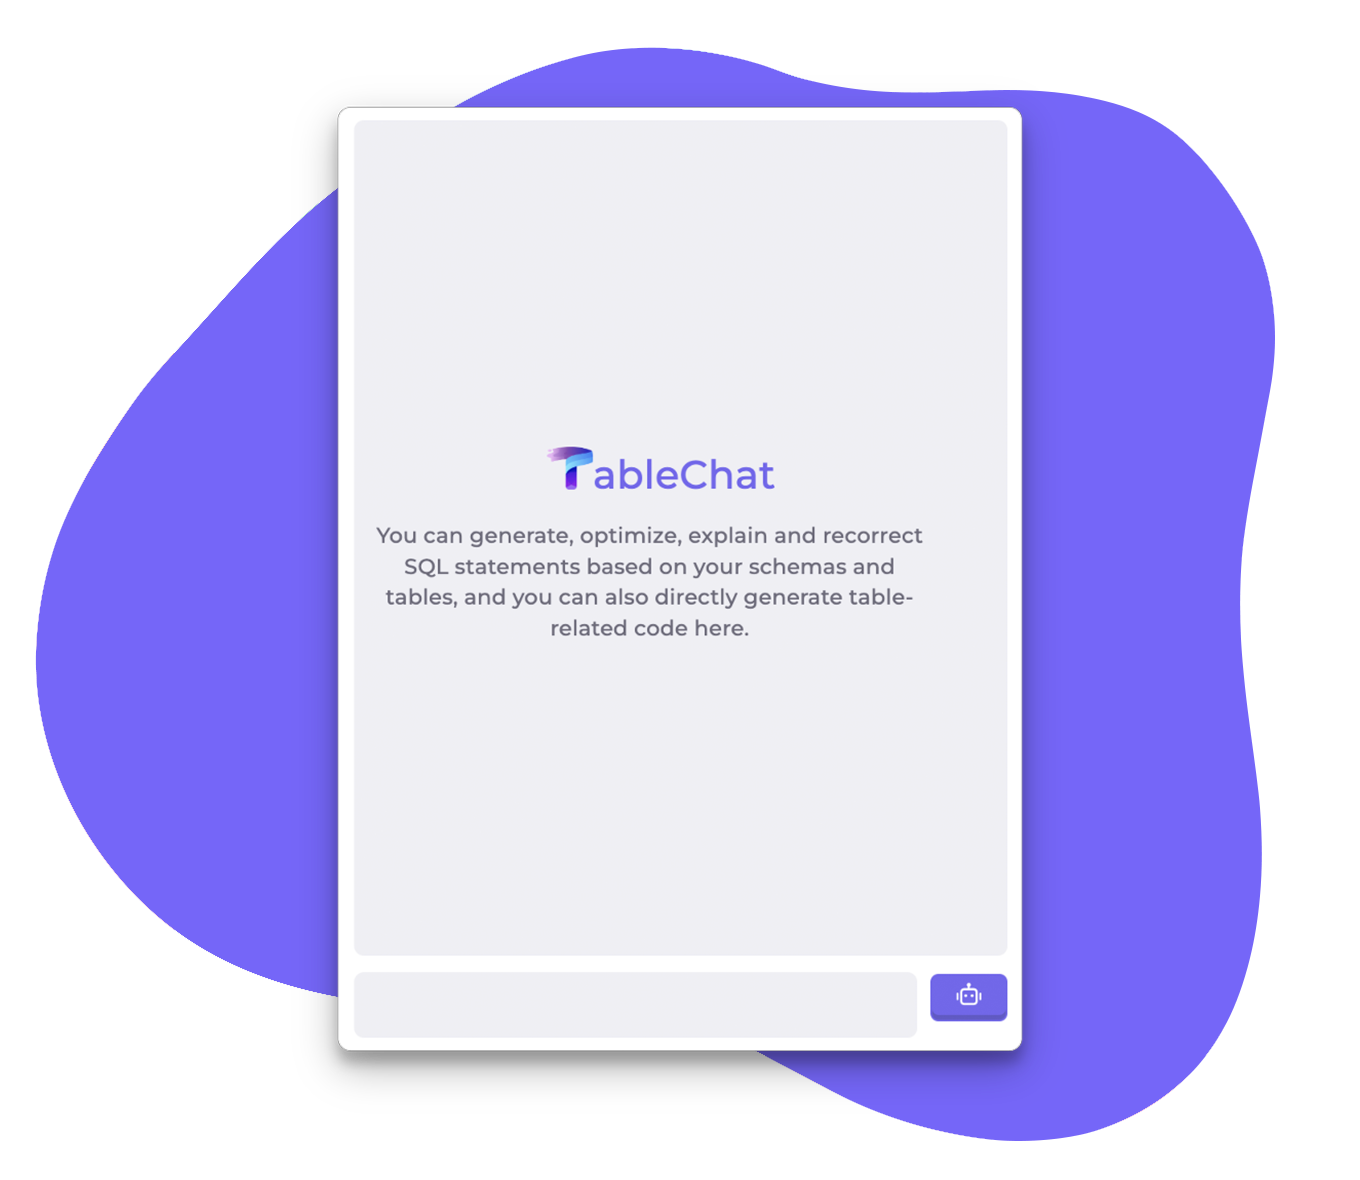 TableChat
You can generate, optimize, explain and recorrect
SQL statements based on your schemas and
tables, and you can also directly generate table-
related code here.